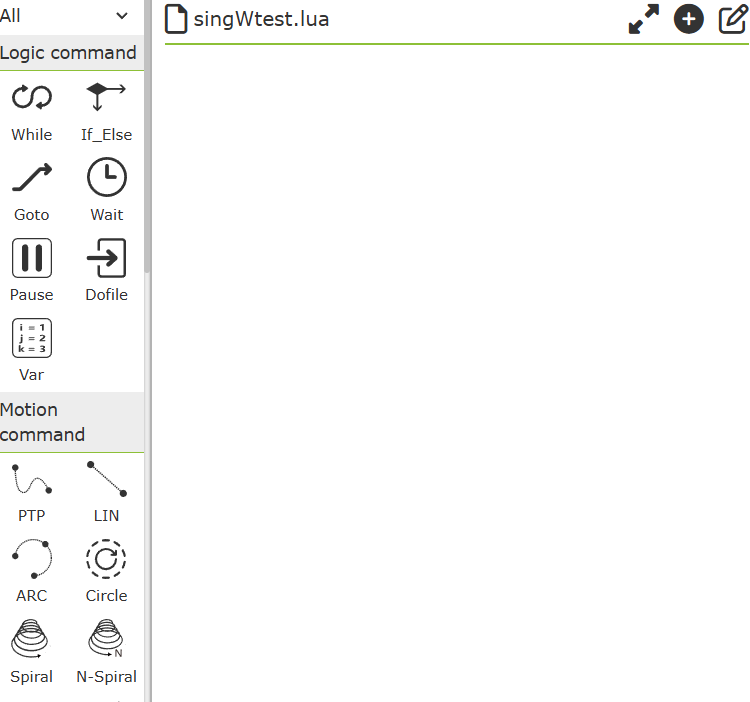 All
singWtest.lua
Logic command
While
If_Else
Goto
Wait
Pause
Dofile
i = 1
j = 2
k = 3
Var
Motion
command
PTP
LIN
ARC
Circle
N
Spiral
N-Spiral